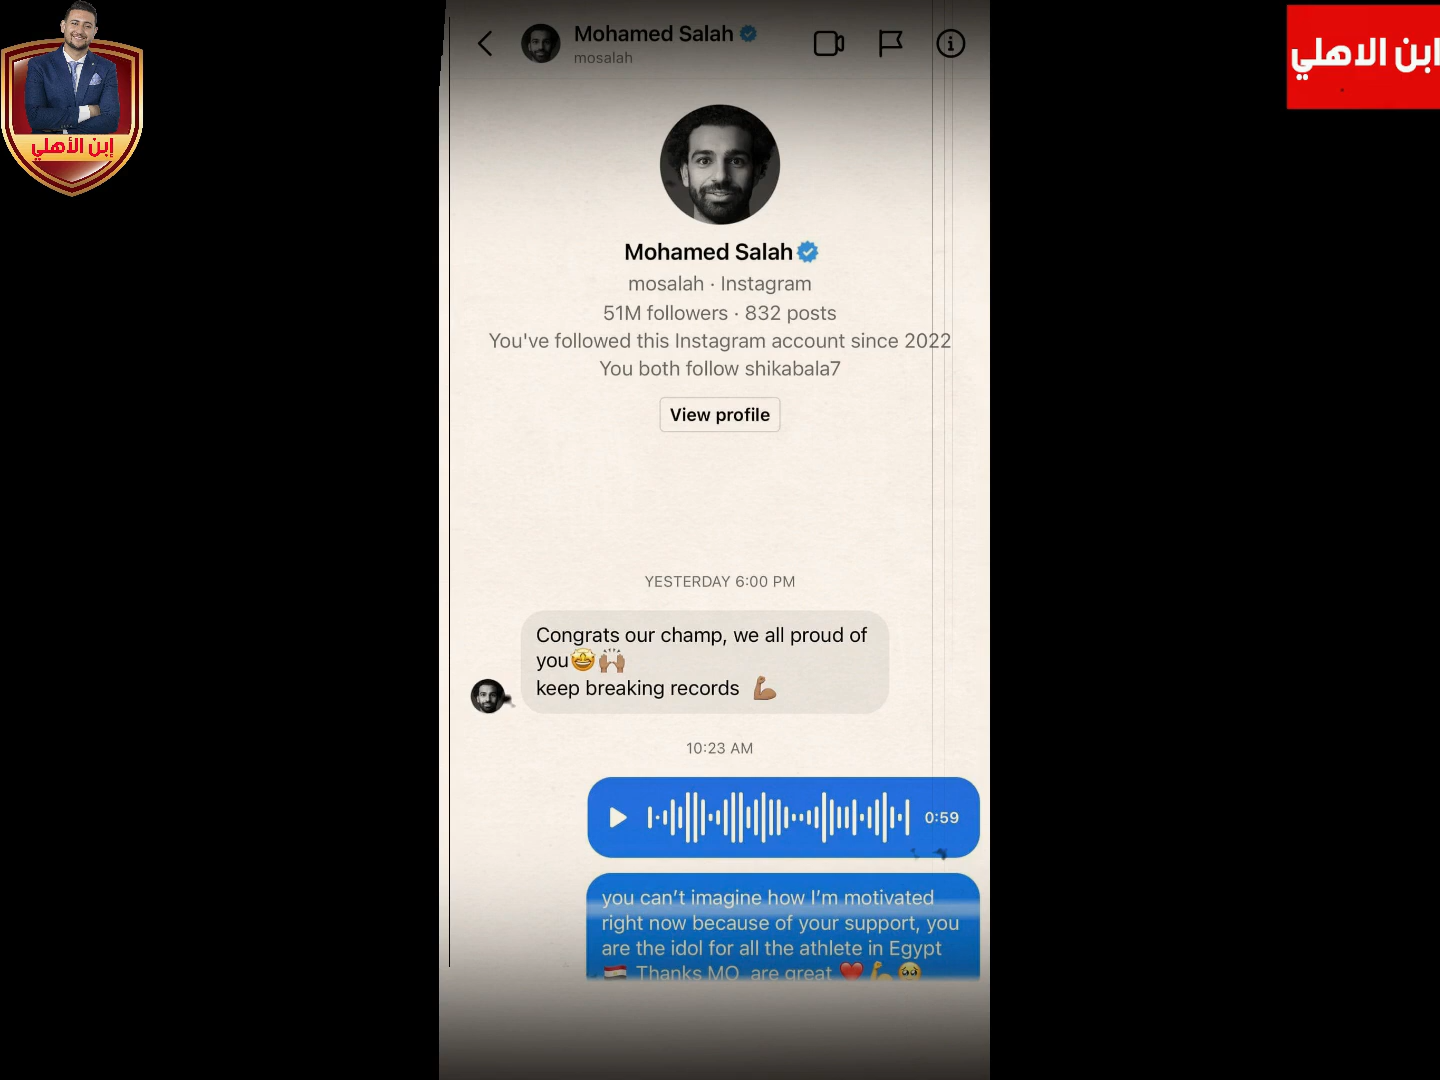 Mohamed Salah
mosalah
ابن الاهلي
إبن الأهلي
Mohamed Salah
mosalah · Instagram
51M followers · 832 posts
You've followed this Instagram account since 2022
You both follow shikabala7
View profile
YESTERDAY 6:00 PM
Congrats our champ, we all proud of
you🤩🙌🏽
keep breaking records 💪🏽
10:23 AM
0:59
you can't imagine how I'm motivated
right now because of your support, you
are the idol for all the athlete in Egypt
🇪🇬 Thanks MO are great ❤️💪🥹